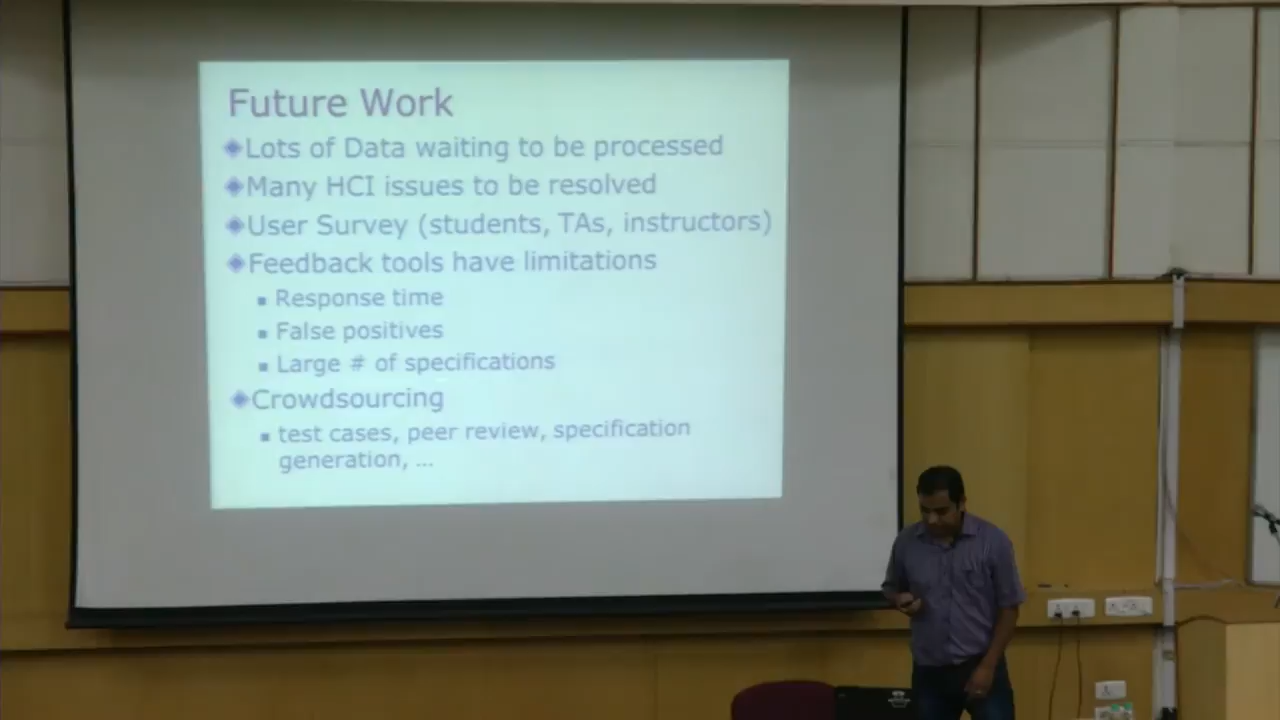 Future Work
Lots of Data waiting to be processed
Many HCI issues to be resolved
User Survey (students, TAs, instructors)
Feedback tools have limitations
Response time
False positives
Large # of specifications
Crowdsourcing
test cases, peer review, specification
generation, ...